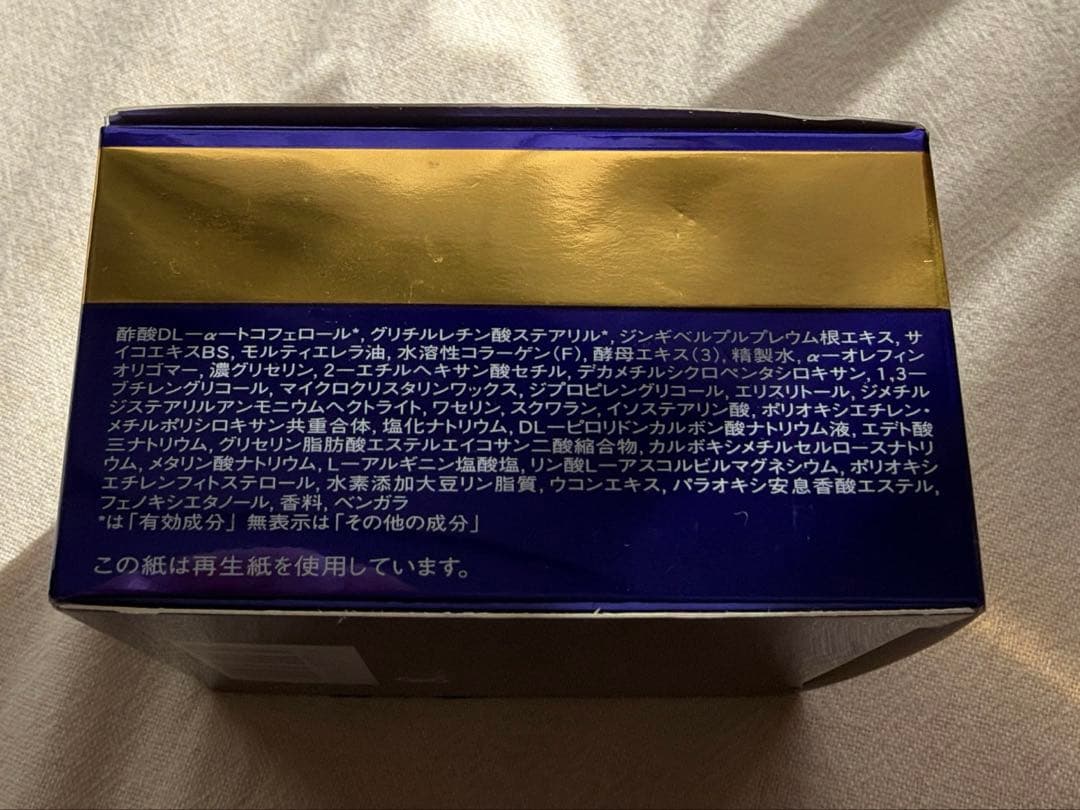 酢酸DL－α－トコフェロール*, グリチルレチン酸ステアリル*, ジンギベルプルプレウム根エキス, サ
イコエキスBS, モルティエレラ油, 水溶性コラーゲン(F), 酵母エキス(3), 精製水, α－オレフィン
オリゴマー, 濃グリセリン, 2－エチルヘキサン酸セチル, デカメチルシクロペンタシロキサン, 1,3－
ブチレングリコール, マイクロクリスタリンワックス, ジプロピレングリコール, エリスリトール, ジメチル
ジステアリルアンモニウムヘクトライト, ワセリン, スクワラン, イソステアリン酸, ポリオキシエチレン・
メチルポリシロキサン共重合体, 塩化ナトリウム, DL－ピロリドンカルボン酸ナトリウム液, エデト酸
三ナトリウム, グリセリン脂肪酸エステルエイコサン二酸縮合物, カルボキシメチルセルロースナトリ
ウム, メタリン酸ナトリウム, L－アルギニン塩酸塩, リン酸L－アスコルビルマグネシウム, ポリオキシ
エチレンフィトステロール, 水素添加大豆リン脂質, ウコンエキス, パラオキシ安息香酸エステル,
フェノキシエタノール, 香料, ベンガラ
*は「有効成分」 無表示は「その他の成分」
この紙は再生紙を使用しています。